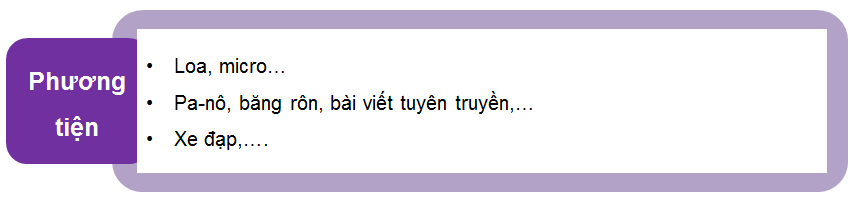 Phương
tiện
• Loa, micro…
• Pa-nô, băng rôn, bài viết tuyên truyền,…
• Xe đạp,….